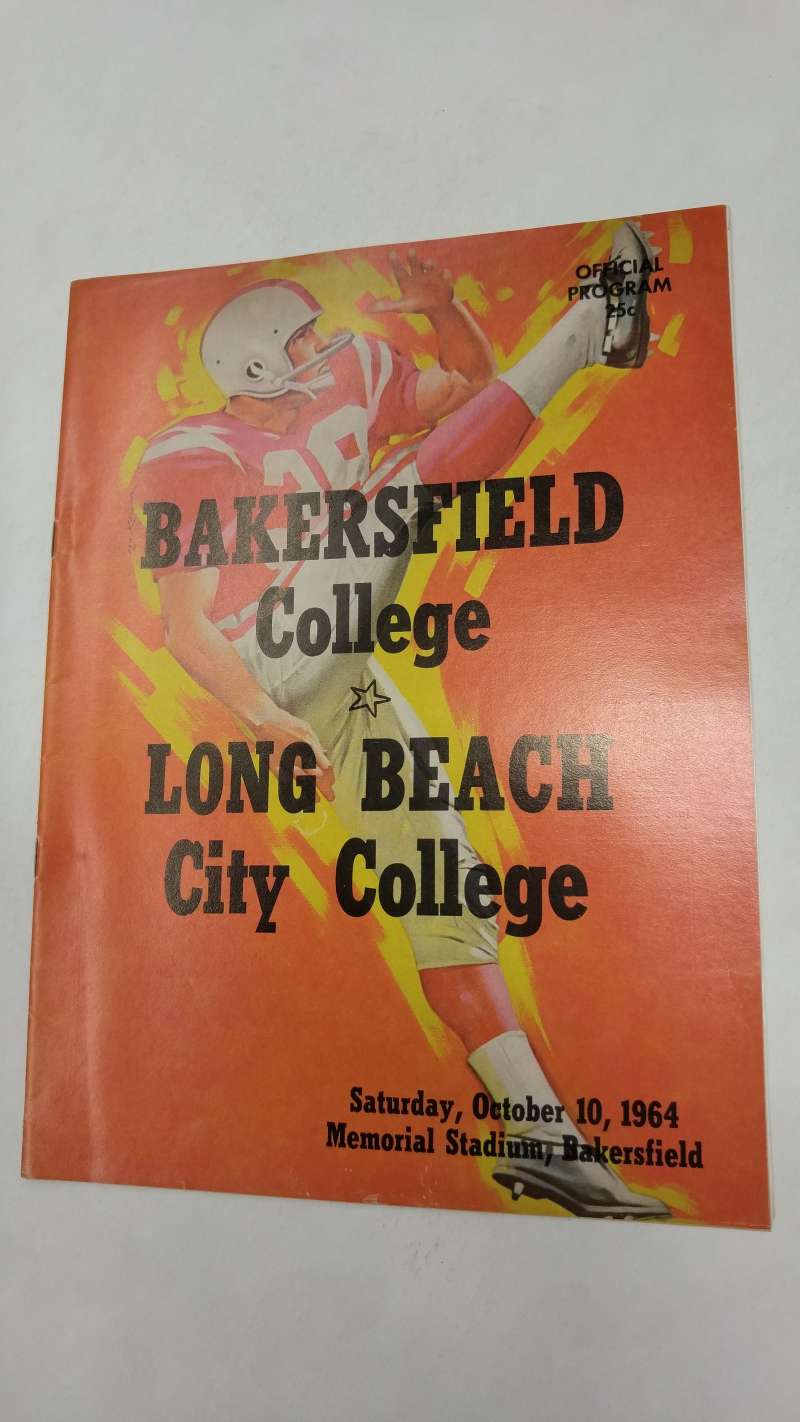 OFFICIAL
PROGRAM
25c
BAKERSFIELD
College
LONG BEACH
City College
Saturday, October 10, 1964
Memorial Stadium, Bakersfield